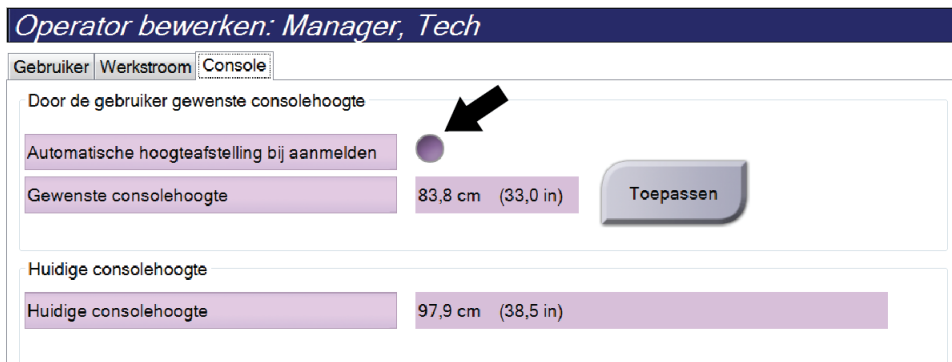 Operator bewerken: Manager, Tech
Gebruiker Werkstroom Console
Door de gebruiker gewenste consolehoogte
Automatische hoogteafstelling bij aanmelden
Gewenste consolehoogte 83,8 cm (33,0 in) Toepassen
Huidige consolehoogte
Huidige consolehoogte 97,9 cm (38,5 in)